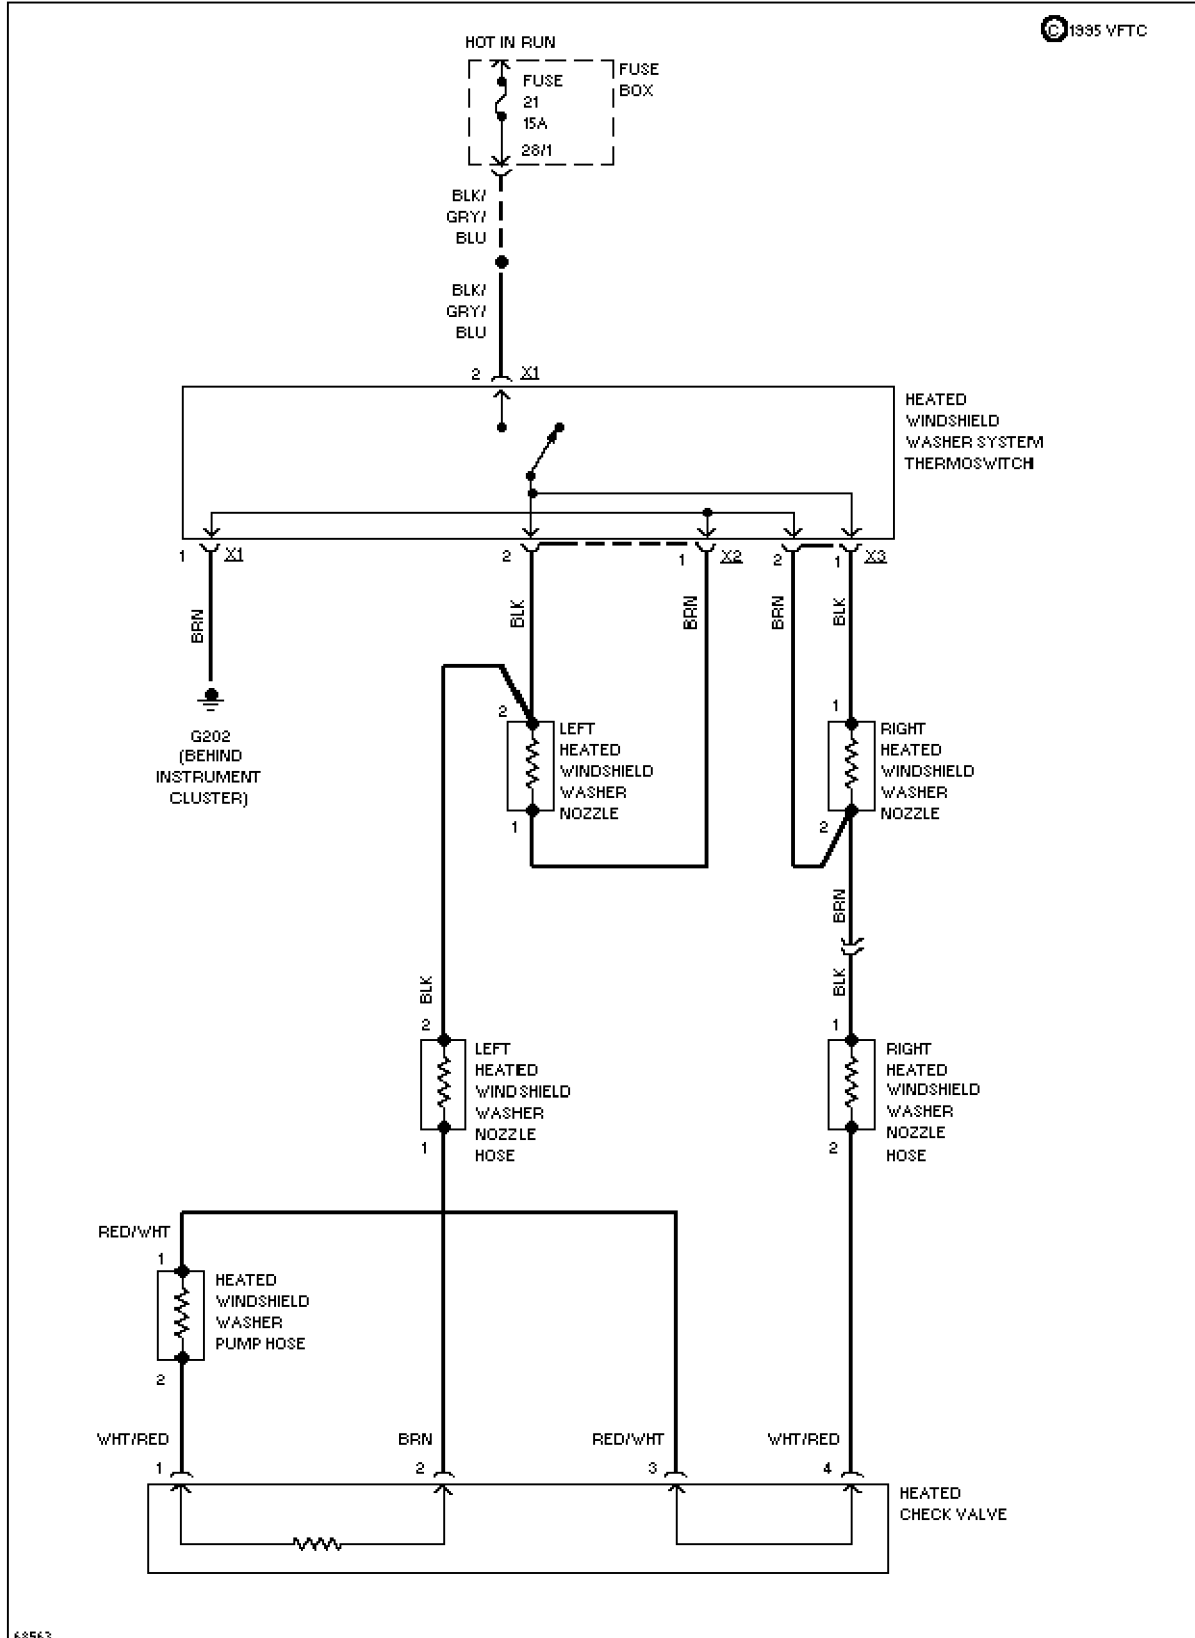 © 1995 VFTC
HOT IN RUN
FUSE
21
15A
28/1
FUSE
BOX
BLK/
GRY/
BLU
BLK/
GRY/
BLU
2 X1
HEATED
WINDSHIELD
WASHER SYSTEM
THERMOSWITCH
1 X1
2
1 X2
2
1 X3
BRN
BLK
BRN
BRN
BLK
G202
(BEHIND
INSTRUMENT
CLUSTER)
2
LEFT
HEATED
WINDSHIELD
WASHER
NOZZLE
1
1
RIGHT
HEATED
WINDSHIELD
WASHER
NOZZLE
2
BRN
BLK
BLK
2
LEFT
HEATED
WINDSHIELD
WASHER
NOZZLE
HOSE
1
1
RIGHT
HEATED
WINDSHIELD
WASHER
NOZZLE
HOSE
2
RED/WHT
1
HEATED
WINDSHIELD
WASHER
PUMP HOSE
2
WHT/RED
BRN
RED/WHT
WHT/RED
1
2
3
4
HEATED
CHECK VALVE
68563